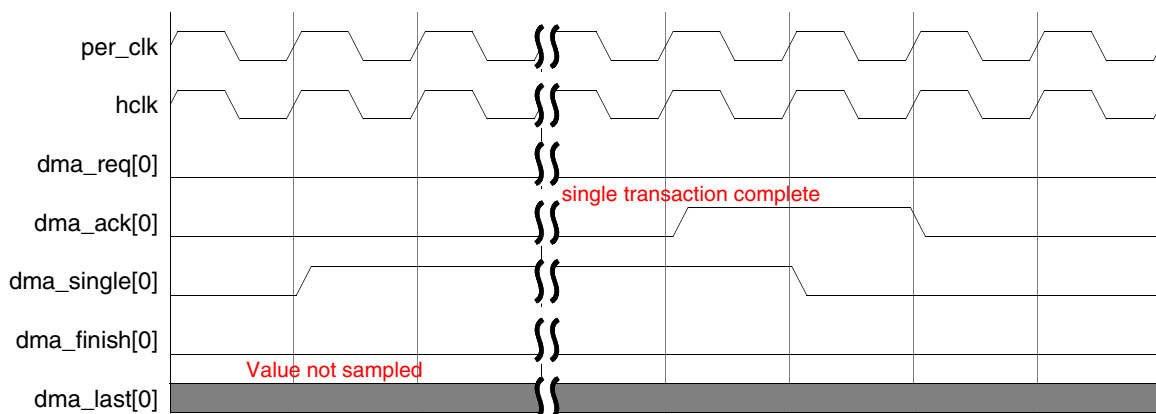 per_clk
hclk
dma_req[0]
single transaction complete
dma_ack[0]
dma_single[0]
dma_finish[0]
Value not sampled
dma_last[0]